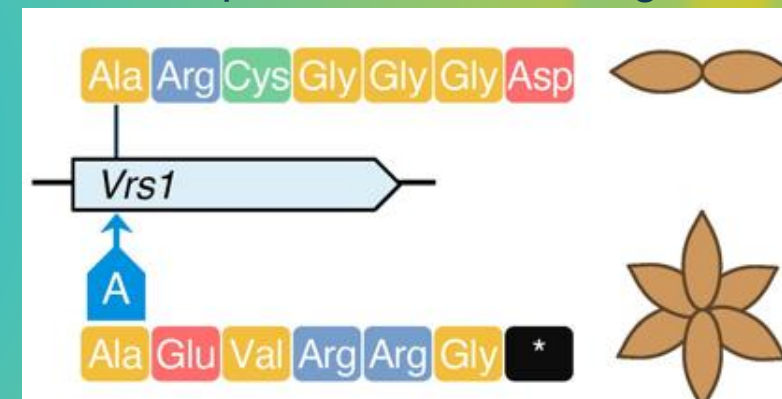 Ala Arg Cys Gly Gly Gly Asp
Vrs1
A
Ala Glu Val Arg Arg Gly *